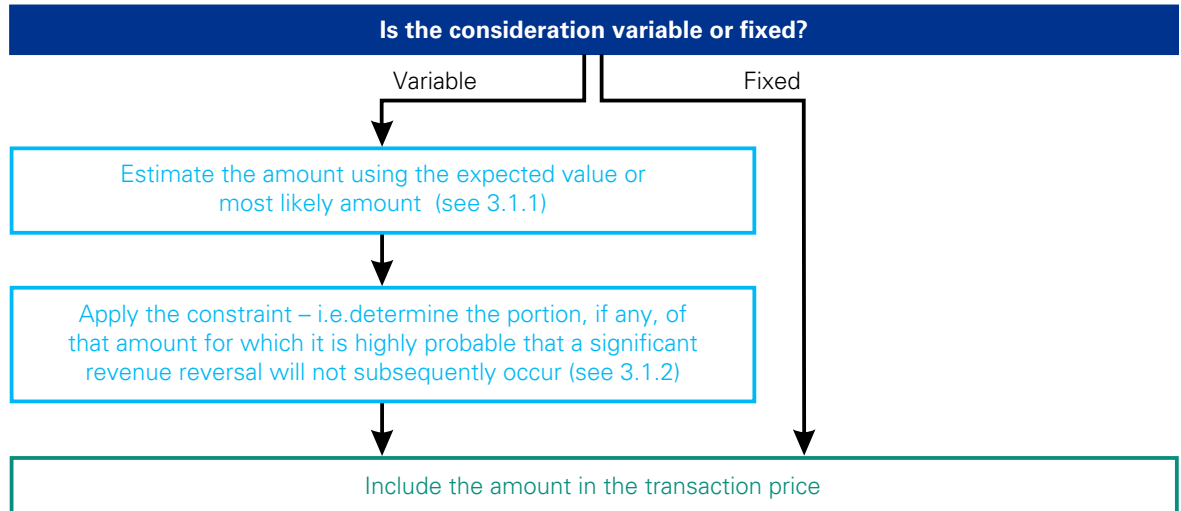 Is the consideration variable or fixed?
Variable
Fixed
Estimate the amount using the expected value or
most likely amount (see 3.1.1)
Apply the constraint – i.e.determine the portion, if any, of
that amount for which it is highly probable that a significant
revenue reversal will not subsequently occur (see 3.1.2)
Include the amount in the transaction price